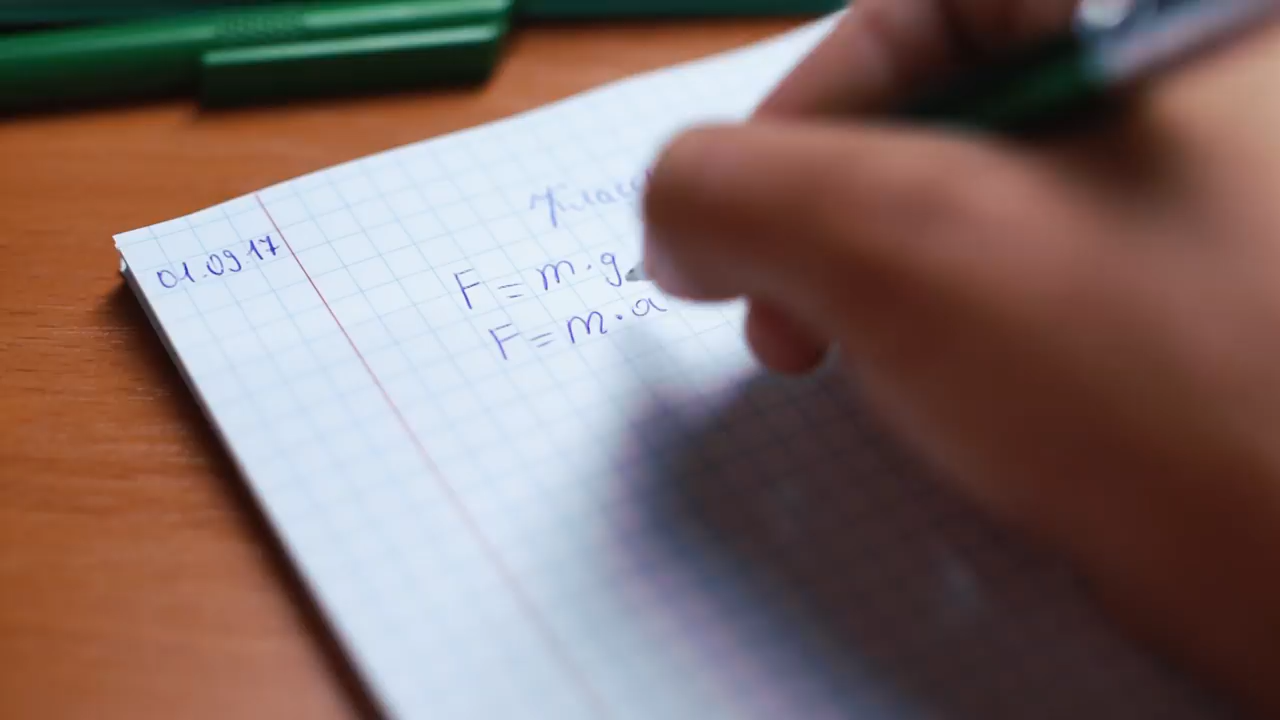 01.09.17
F = m · g
F = m · a